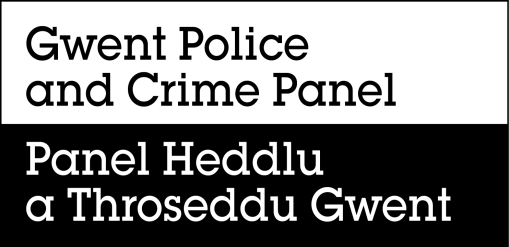 Gwent Police
and Crime Panel
Panel Heddlu
a Throseddu Gwent